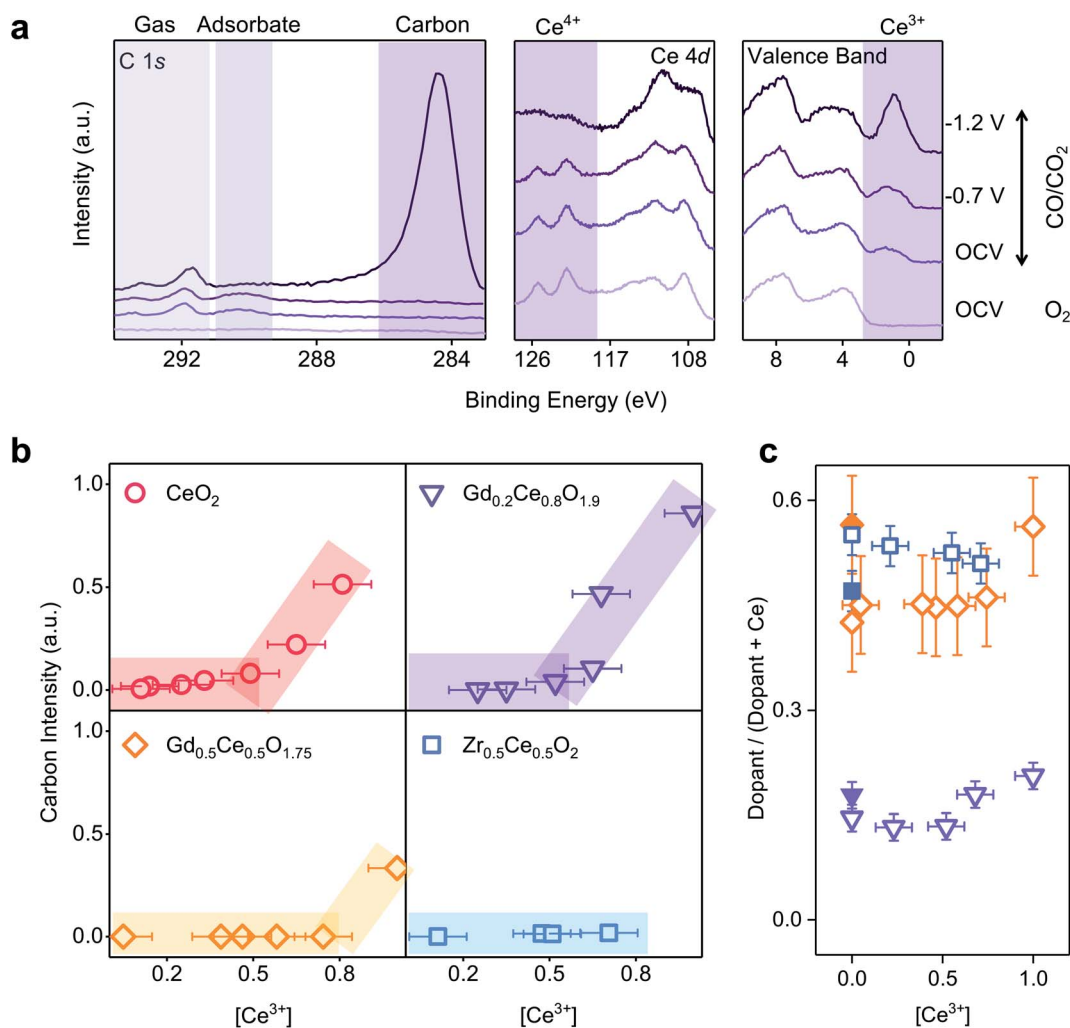 a
Gas Adsorbate Carbon Ce⁴⁺ Ce³⁺
C 1s Ce 4d Valence Band
-1.2 V
-0.7 V
OCV
OCV
CO/CO₂
O₂
Intensity (a.u.)
292 288 284 126 117 108 8 4 0
Binding Energy (eV)
b
c
1.0
CeO₂ Gd₀.₂Ce₀.₈O₁.₉
0.5
0.0
1.0
Gd₀.₅Ce₀.₅O₁.₇₅ Zr₀.₅Ce₀.₅O₂
0.5
0.0
Carbon Intensity (a.u.)
0.2 0.5 0.8 0.2 0.5 0.8
[Ce³⁺] [Ce³⁺]
0.6
0.3
0.0
Dopant / (Dopant + Ce)
0.0 0.5 1.0
[Ce³⁺]